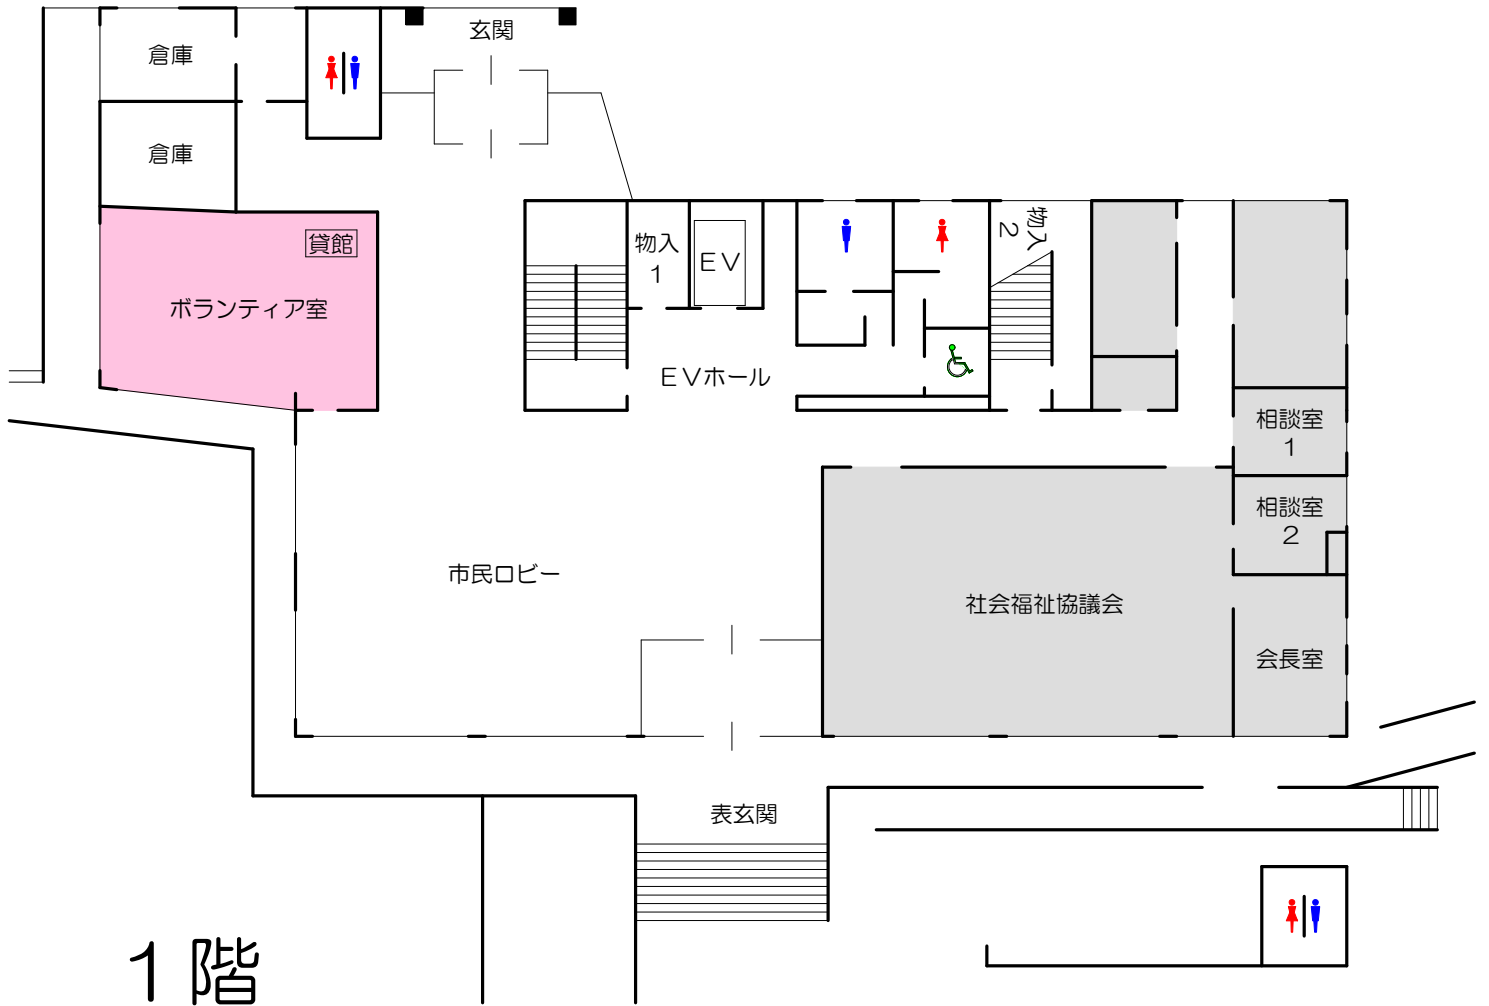 玄関
倉庫
倉庫
貸館
ボランティア室
物入
1
EV
物入
2
EVホール
相談室
1
相談室
2
市民ロビー
社会福祉協議会
会長室
表玄関
1階